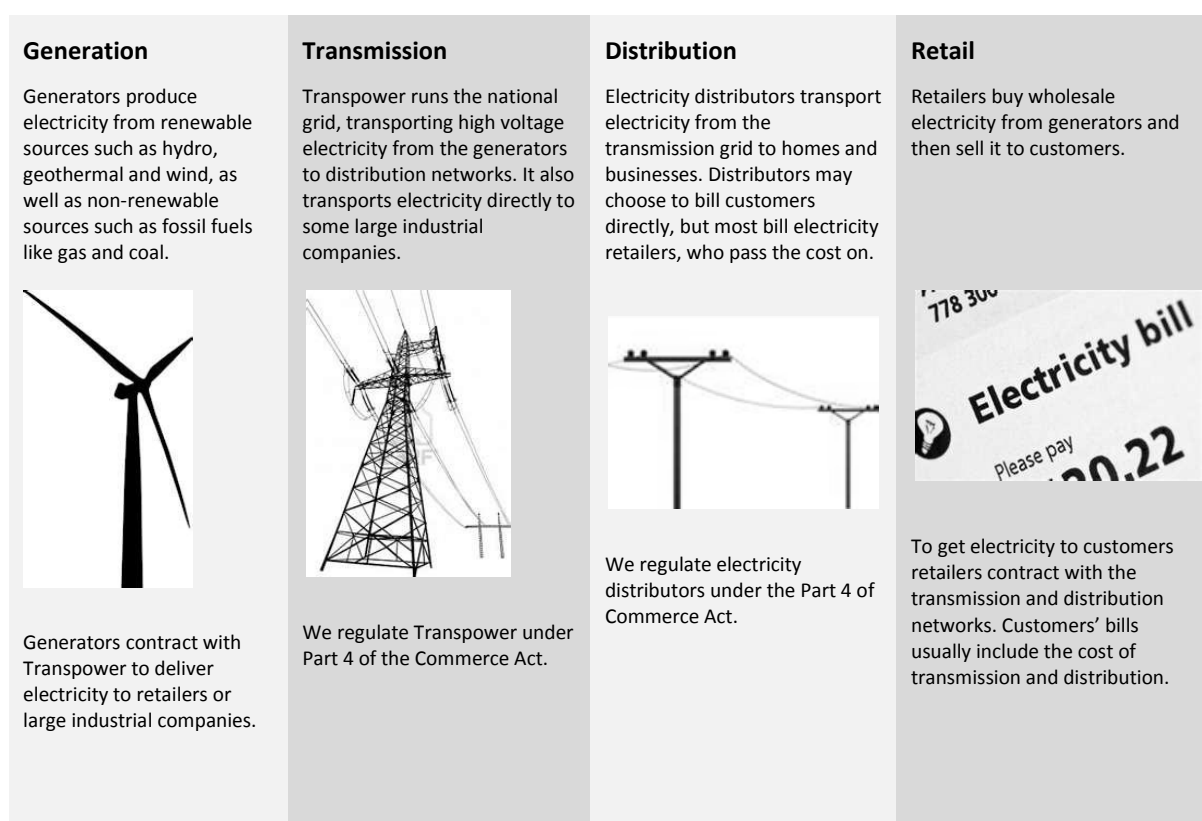 Generation
Generators produce
electricity from renewable
sources such as hydro,
geothermal and wind, as
well as non-renewable
sources such as fossil fuels
like gas and coal.
Generators contract with
Transpower to deliver
electricity to retailers or
large industrial companies.
Transmission
Transpower runs the national
grid, transporting high voltage
electricity from the generators
to distribution networks. It also
transports electricity directly to
some large industrial
companies.
We regulate Transpower under
Part 4 of the Commerce Act.
Distribution
Electricity distributors transport
electricity from the
transmission grid to homes and
businesses. Distributors may
choose to bill customers
directly, but most bill electricity
retailers, who pass the cost on.
We regulate electricity
distributors under the Part 4 of
Commerce Act.
Retail
Retailers buy wholesale
electricity from generators and
then sell it to customers.
778 300
Electricity bill
Please pay
20.22
To get electricity to customers
retailers contract with the
transmission and distribution
networks. Customers’ bills
usually include the cost of
transmission and distribution.